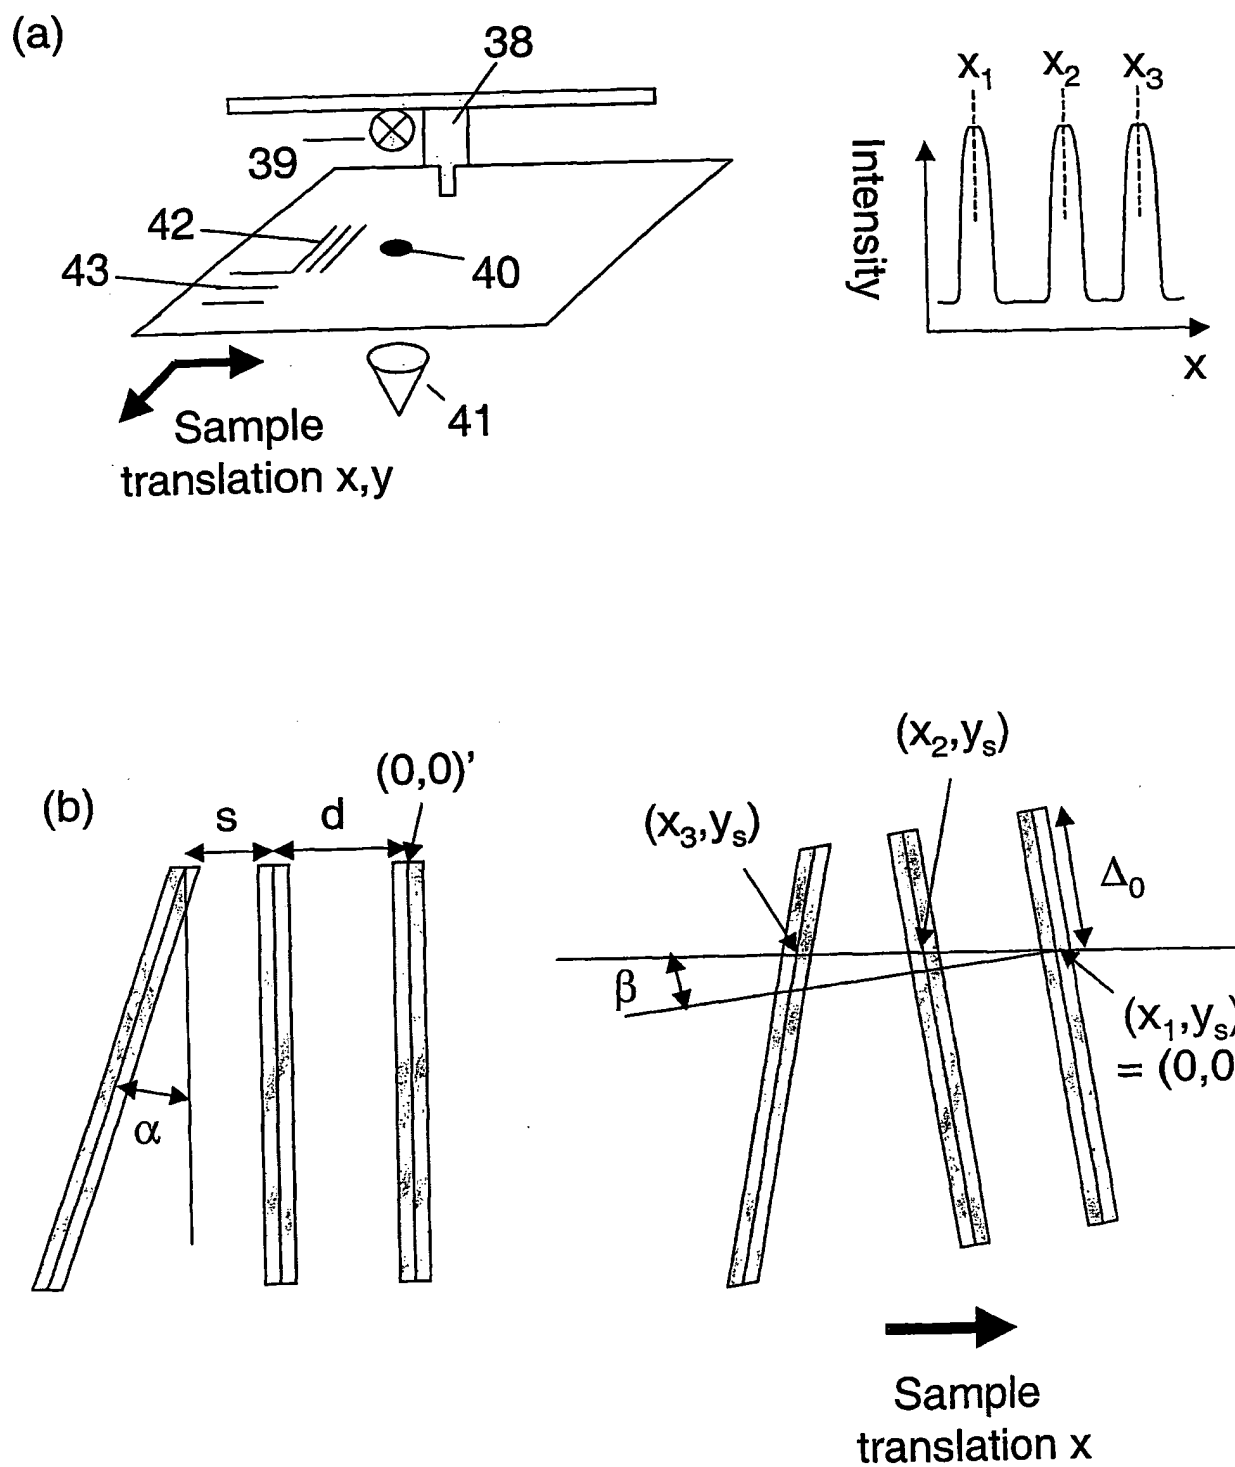 (a)
38
39
42
43
40
41
Sample
translation x,y
x₁ x₂ x₃
Intensity
x
(b)
s
d
(0,0)'
α
(x₂,yₛ)
(x₃,yₛ)
Δ₀
β
(x₁,yₛ)
= (0,0
Sample
translation x